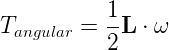 T_{angular} = \frac{1}{2} \mathbf{L} \cdot \omega